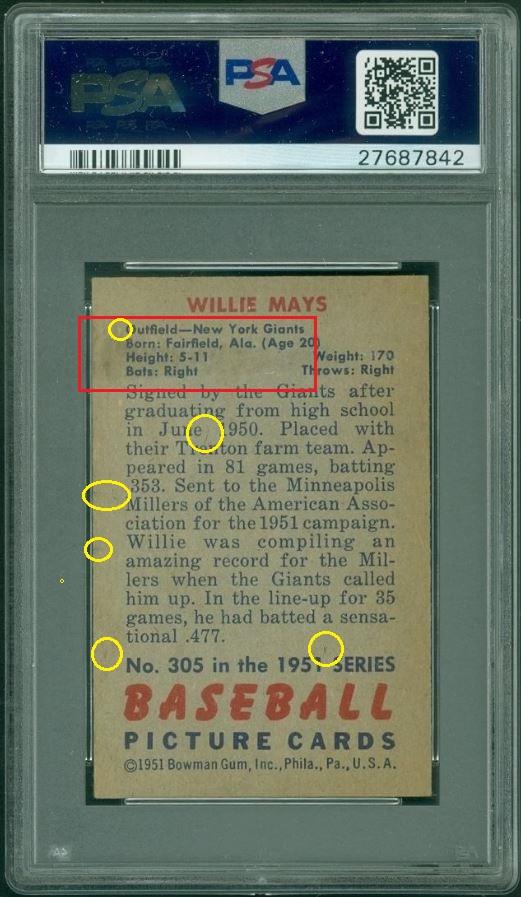 PSA
PSA
27687842
WILLIE MAYS
Outfield—New York Giants
Born: Fairfield, Ala. (Age 20)
Height: 5-11 Weight: 170
Bats: Right Throws: Right
Signed by the Giants after
graduating from high school
in June 1950. Placed with
their Trenton farm team. Ap-
peared in 81 games, batting
.353. Sent to the Minneapolis
Millers of the American Asso-
ciation for the 1951 campaign.
Willie was compiling an
amazing record for the Mil-
lers when the Giants called
him up. In the line-up for 35
games, he had batted a sensa-
tional .477.
No. 305 in the 1951 SERIES
BASEBALL
PICTURE CARDS
©1951 Bowman Gum, Inc., Phila., Pa., U.S.A.